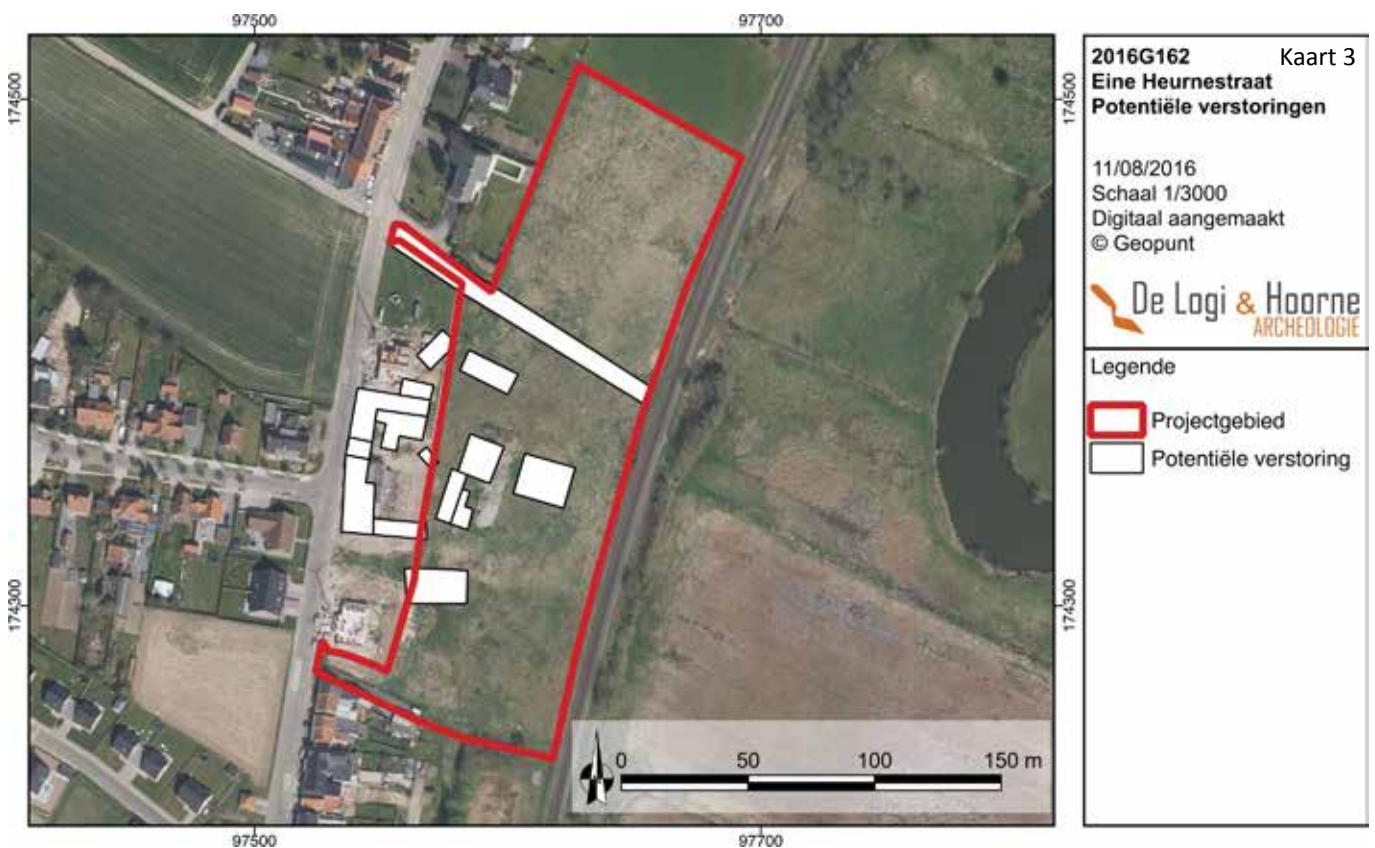 97500 97700
174500 174500
174300 174300
0 50 100 150 m
97500 97700
2016G162 Kaart 3
Eine Heurnestraat
Potentiële verstoringen
11/08/2016
Schaal 1/3000
Digitaal aangemaakt
© Geopunt
De Logi & Hoorne
ARCHEOLOGIE
Legende
Projectgebied
Potentiële verstoring